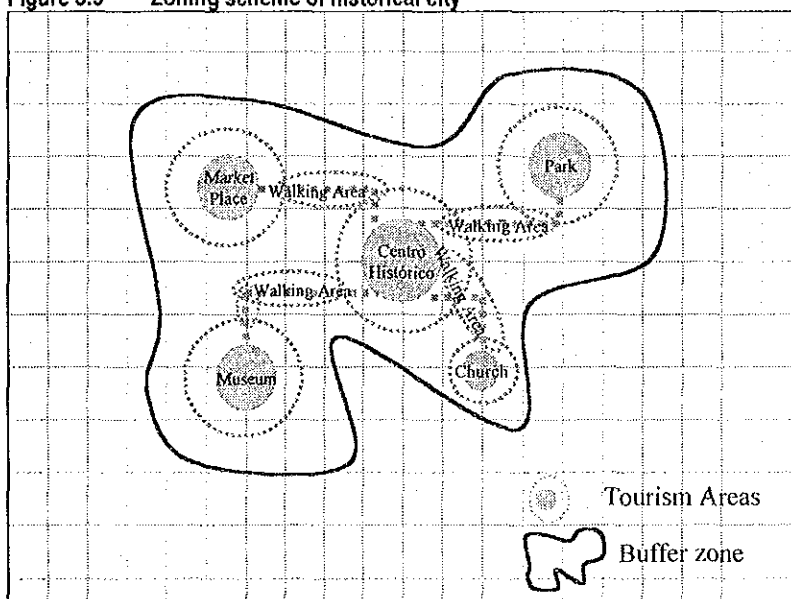 Zoning scheme of historical city
Market
Place
Walking Area
Park
Walking Area
Centro
Histórico
Walking Area
Walking Area
Museum
Church
Tourism Areas
Buffer zone